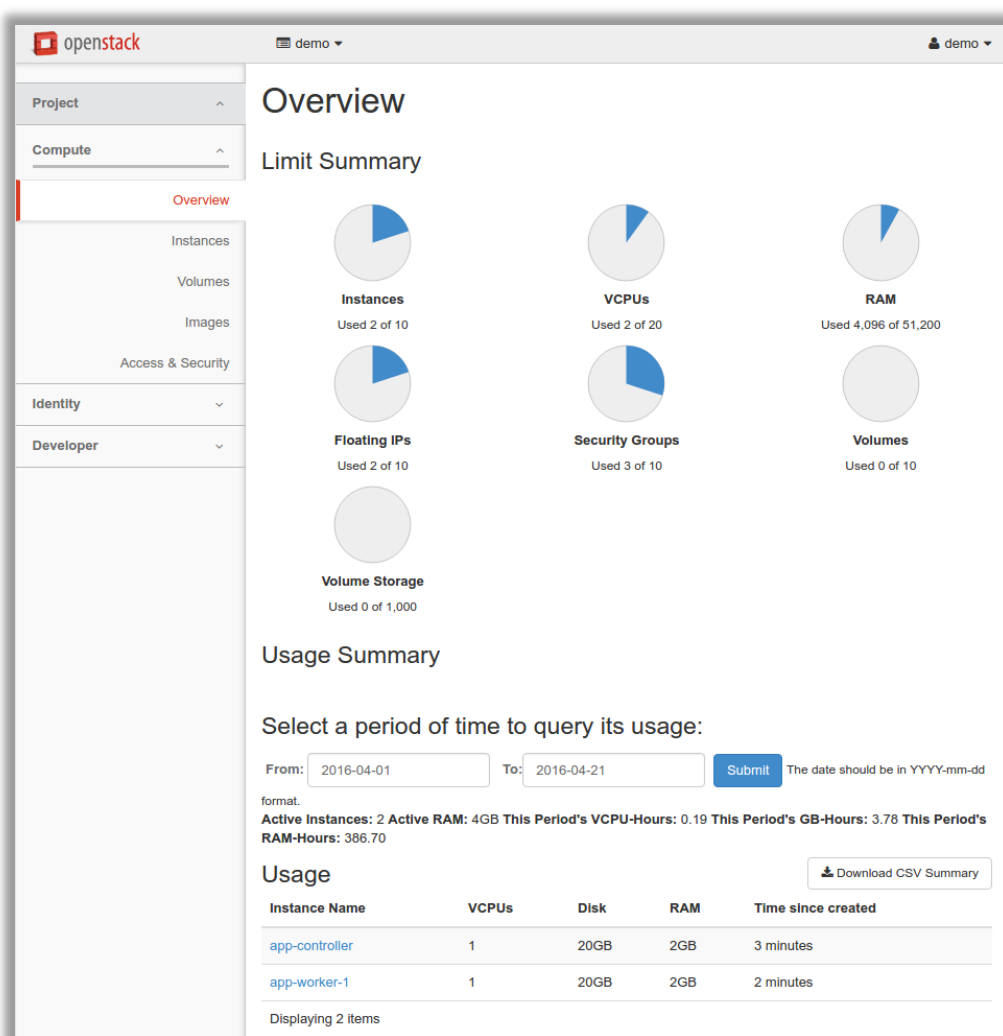 openstack
demo
demo
Project
Compute
Overview
Instances
Volumes
Images
Access & Security
Identity
Developer
Overview
Limit Summary
Instances
Used 2 of 10
VCPUs
Used 2 of 20
RAM
Used 4,096 of 51,200
Floating IPs
Used 2 of 10
Security Groups
Used 3 of 10
Volumes
Used 0 of 10
Volume Storage
Used 0 of 1,000
Usage Summary
Select a period of time to query its usage:
From: 2016-04-01 To: 2016-04-21 Submit The date should be in YYYY-mm-dd
format.
Active Instances: 2 Active RAM: 4GB This Period's VCPU-Hours: 0.19 This Period's GB-Hours: 3.78 This Period's
RAM-Hours: 386.70
Usage
Download CSV Summary
Instance Name VCPUs Disk RAM Time since created
app-controller 1 20GB 2GB 3 minutes
app-worker-1 1 20GB 2GB 2 minutes
Displaying 2 items